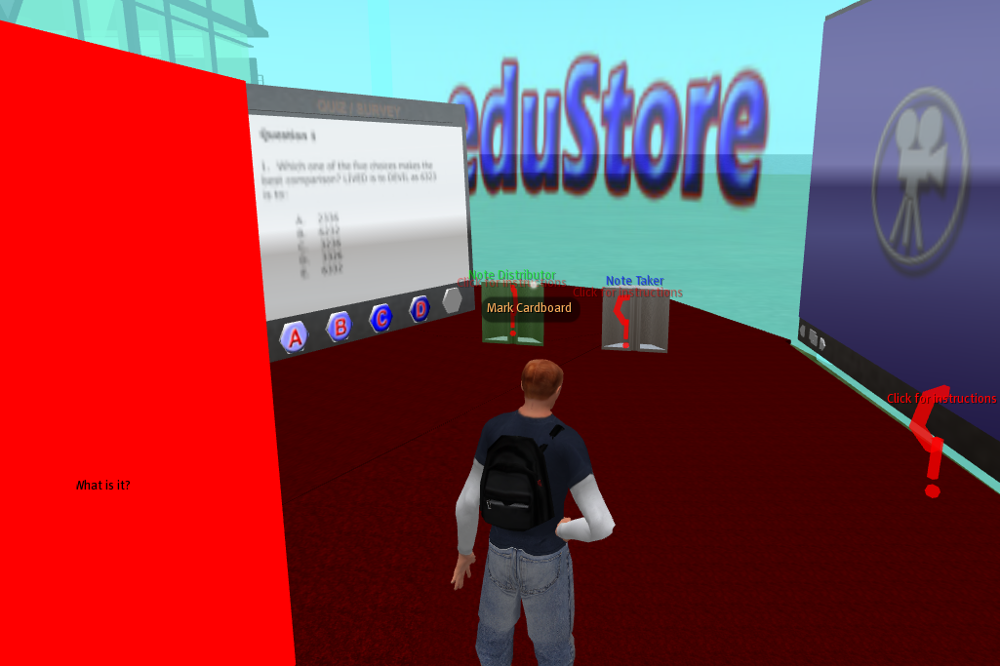 eduStore
QUIZ / SURVEY
Question 1
1. Which one of the five choices makes the
best comparison? LIVED is to DEVIL as 6323
is to:
A. 2336
B. 6232
C. 3236
D. 3326
E. 6332
A B C D
Note Distributor
Click for instructions
Mark Cardboard
Note Taker
Click for instructions
Click for instructions
What is it?